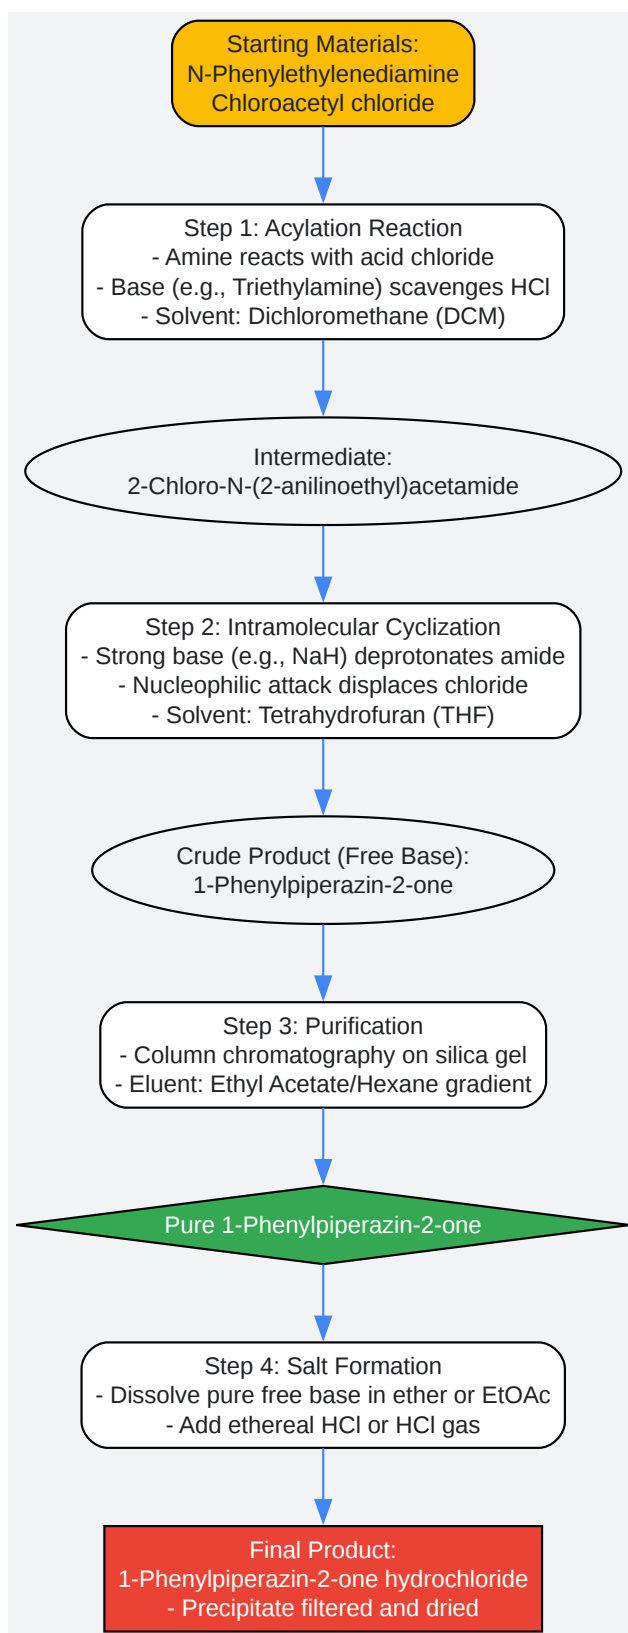 Starting Materials:
N-Phenylethylenediamine
Chloroacetyl chloride
Step 1: Acylation Reaction
- Amine reacts with acid chloride
- Base (e.g., Triethylamine) scavenges HCl
- Solvent: Dichloromethane (DCM)
Intermediate:
2-Chloro-N-(2-anilinoethyl)acetamide
Step 2: Intramolecular Cyclization
- Strong base (e.g., NaH) deprotonates amide
- Nucleophilic attack displaces chloride
- Solvent: Tetrahydrofuran (THF)
Crude Product (Free Base):
1-Phenylpiperazin-2-one
Step 3: Purification
- Column chromatography on silica gel
- Eluent: Ethyl Acetate/Hexane gradient
Pure 1-Phenylpiperazin-2-one
Step 4: Salt Formation
- Dissolve pure free base in ether or EtOAc
- Add ethereal HCl or HCl gas
Final Product:
1-Phenylpiperazin-2-one hydrochloride
- Precipitate filtered and dried